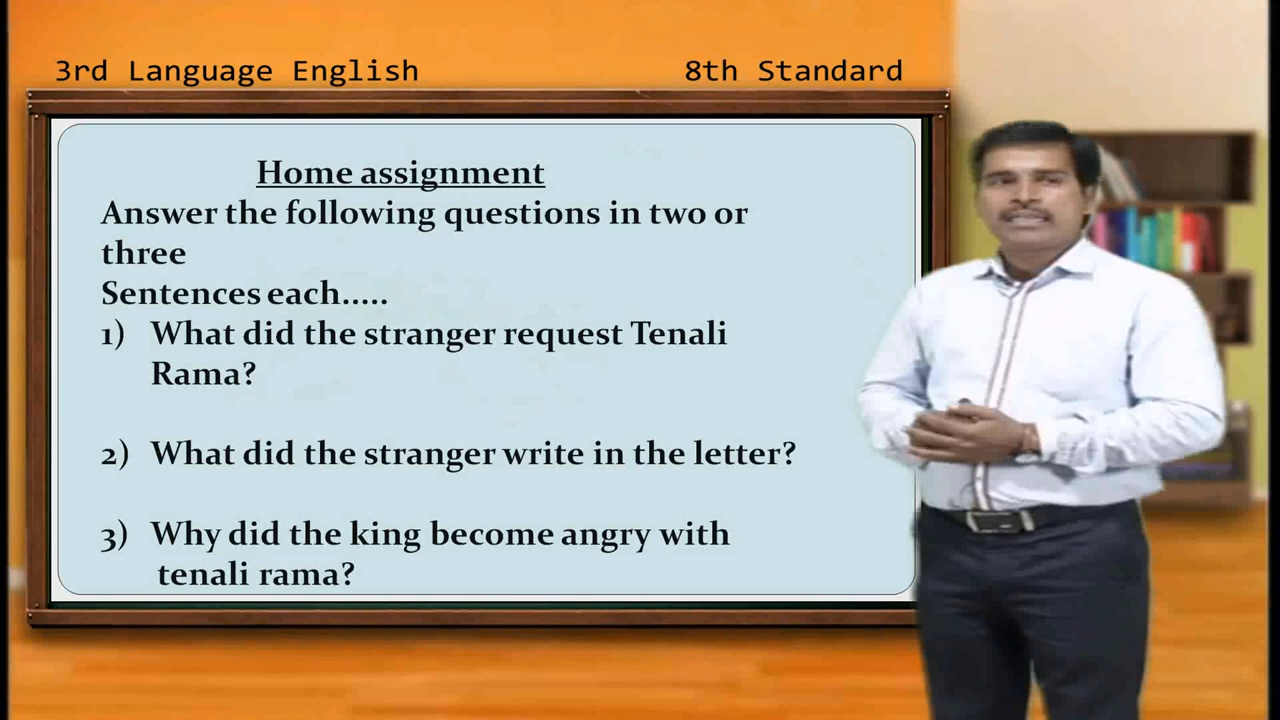 3rd Language English
8th Standard
Home assignment
Answer the following questions in two or
three
Sentences each.....
1) What did the stranger request Tenali
Rama?
2) What did the stranger write in the letter?
3) Why did the king become angry with
tenali rama?